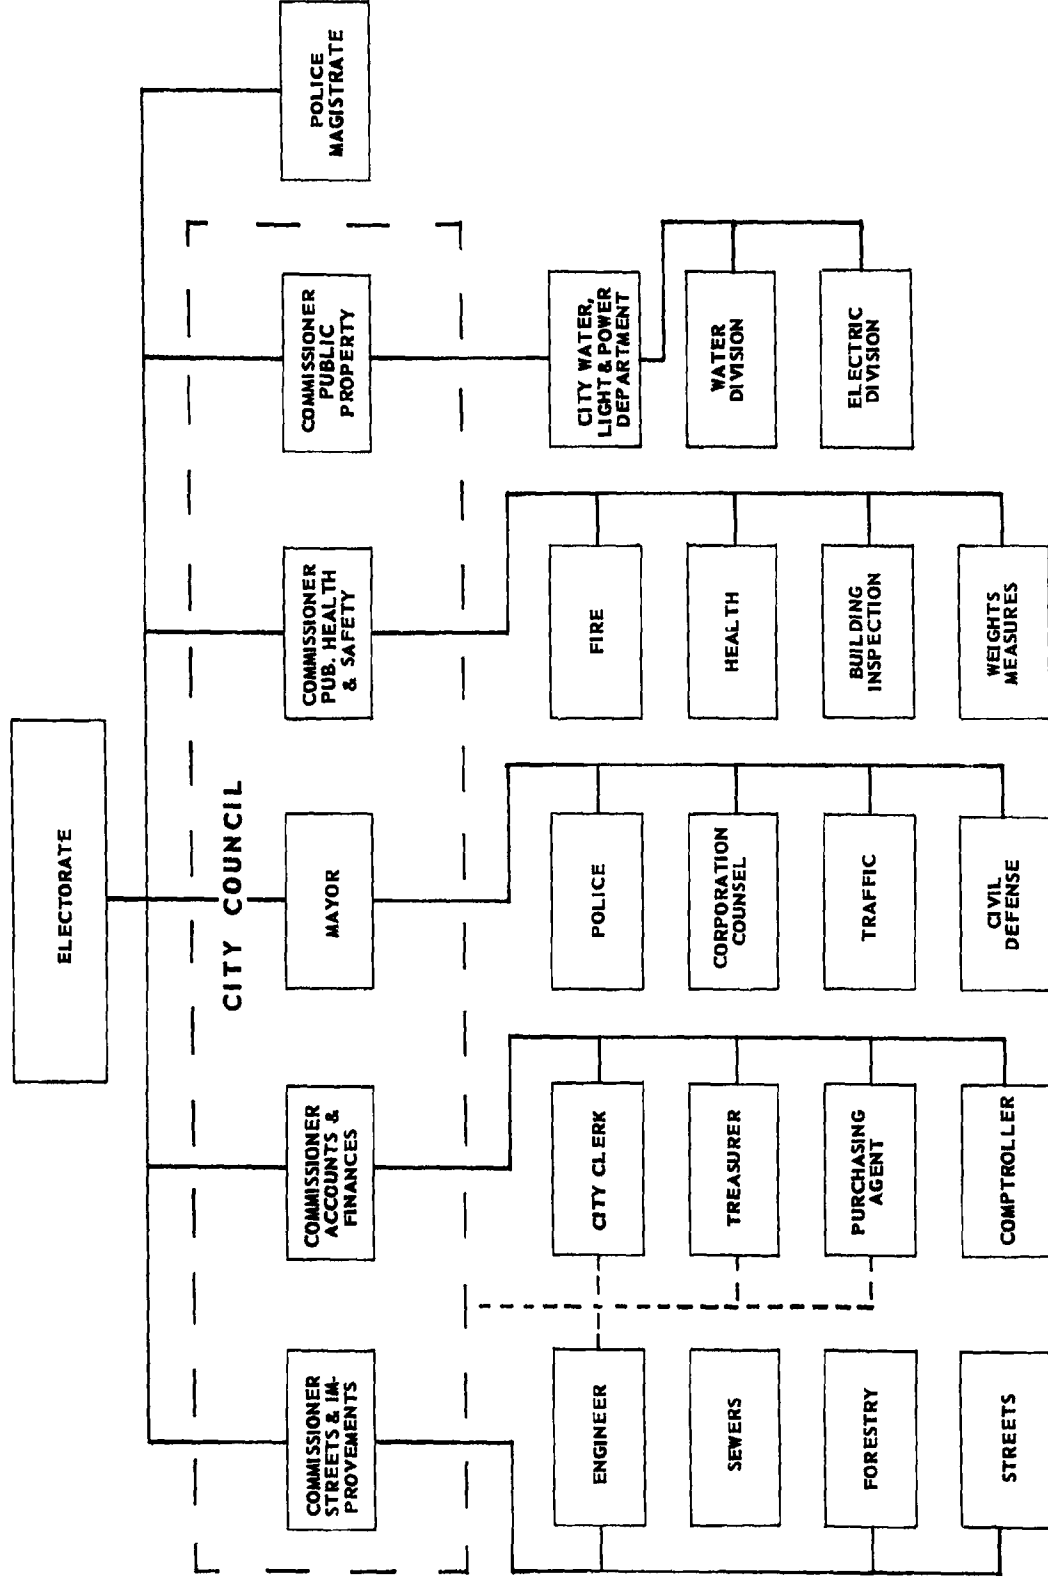 ELECTORATE
CITY COUNCIL
COMMISSIONER
STREETS & IM-
PROVEMENTS
COMMISSIONER
ACCOUNTS &
FINANCES
MAYOR
COMMISSIONER
PUB. HEALTH
& SAFETY
COMMISSIONER
PUBLIC
PROPERTY
POLICE
MAGISTRATE
ENGINEER
CITY CLERK
POLICE
FIRE
CITY WATER,
LIGHT & POWER
DEPARTMENT
SEWERS
TREASURER
CORPORATION
COUNSEL
HEALTH
WATER
DIVISION
FORESTRY
PURCHASING
AGENT
TRAFFIC
BUILDING
INSPECTION
ELECTRIC
DIVISION
STREETS
COMPTROLLER
CIVIL
DEFENSE
WEIGHTS
MEASURES